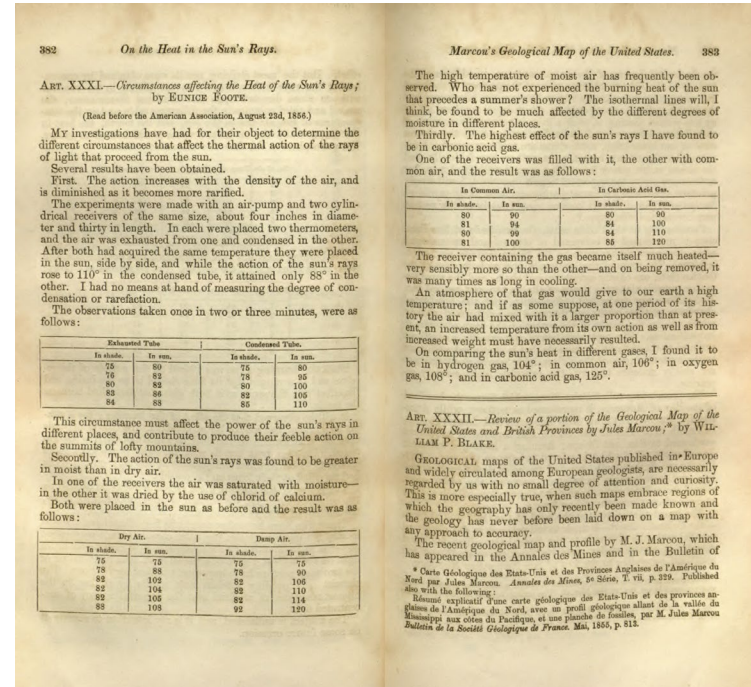 382 On the Heat in the Sun's Rays.
ART. XXXI.—Circumstances affecting the Heat of the Sun's Rays;
by EUNICE FOOTE.
(Read before the American Association, August 23d, 1856.)
MY investigations have had for their object to determine the
different circumstances that affect the thermal action of the rays
of light that proceed from the sun.
Several results have been obtained.
First. The action increases with the density of the air, and
is diminished as it becomes more rarified.
The experiments were made with an air-pump and two cylin-
drical receivers of the same size, about four inches in diame-
ter and thirty in length. In each were placed two thermometers,
and the air was exhausted from one and condensed in the other.
After both had acquired the same temperature they were placed
in the sun, side by side, and while the action of the sun's rays
rose to 110° in the condensed tube, it attained only 88° in the
other. I had no means at hand of measuring the degree of con-
densation or rarefaction.
The observations taken once in two or three minutes, were as
follows:
Exhausted Tube Condensed Tube.
In shade. In sun. In shade. In sun.
75 80 75 80
76 82 78 95
80 82 80 100
83 86 82 105
84 88 85 110
This circumstance must affect the power of the sun's rays in
different places, and contribute to produce their feeble action on
the summits of lofty mountains.
Secondly. The action of the sun's rays was found to be greater
in moist than in dry air.
In one of the receivers the air was saturated with moisture—
in the other it was dried by the use of chlorid of calcium.
Both were placed in the sun as before and the result was as
follows:
Dry Air. Damp Air.
In shade. In sun. In shade. In sun.
75 75 75 75
78 88 78 90
82 102 82 106
82 104 82 110
82 105 82 114
88 108 92 120
Marcou's Geological Map of the United States. 383
The high temperature of moist air has frequently been ob-
served. Who has not experienced the burning heat of the sun
that precedes a summer's shower? The isothermal lines will, I
think, be found to be much affected by the different degrees of
moisture in different places.
Thirdly. The highest effect of the sun's rays I have found to
be in carbonic acid gas.
One of the receivers was filled with it, the other with com-
mon air, and the result was as follows:
In Common Air. In Carbonic Acid Gas.
In shade. In sun. In shade. In sun.
80 90 80 90
81 94 84 100
80 99 84 110
81 100 85 120
The receiver containing the gas became itself much heated—
very sensibly more so than the other—and on being removed, it
was many times as long in cooling.
An atmosphere of that gas would give to our earth a high
temperature; and if as some suppose, at one period of its his-
tory the air had mixed with it a larger proportion than at pres-
ent, an increased temperature from its own action as well as from
increased weight must have necessarily resulted.
On comparing the sun's heat in different gases, I found it to
be in hydrogen gas, 104°; in common air, 106°; in oxygen
gas, 108°; and in carbonic acid gas, 125°.
ART. XXXII.—Review of a portion of the Geological Map of the
United States and British Provinces by Jules Marcou;* by WIL-
LIAM P. BLAKE.
GEOLOGICAL maps of the United States published in Europe
and widely circulated among European geologists, are necessarily
regarded by us with no small degree of attention and curiosity.
This is more especially true, when such maps embrace regions of
which the geography has only recently been made known and
the geology has never before been laid down on a map with
any approach to accuracy.
The recent geological map and profile by M. J. Marcou, which
has appeared in the Annales des Mines and in the Bulletin of
* Carte Géologique des Etats-Unis et des Provinces Anglaises de l'Amérique du
Nord par Jules Marcou. Annales des Mines, 5e Série, T. vii, p. 329. Published
also with the following:
Résumé explicatif d'une carte géologique des Etats-Unis et des provinces an-
glaises de l'Amérique du Nord, avec un profil géologique allant de la vallée du
Mississippi aux côtes du Pacifique, et une planche de fossiles, par M. Jules Marcou
Bulletin de la Société Géologique de France. Mai, 1855, p. 813.